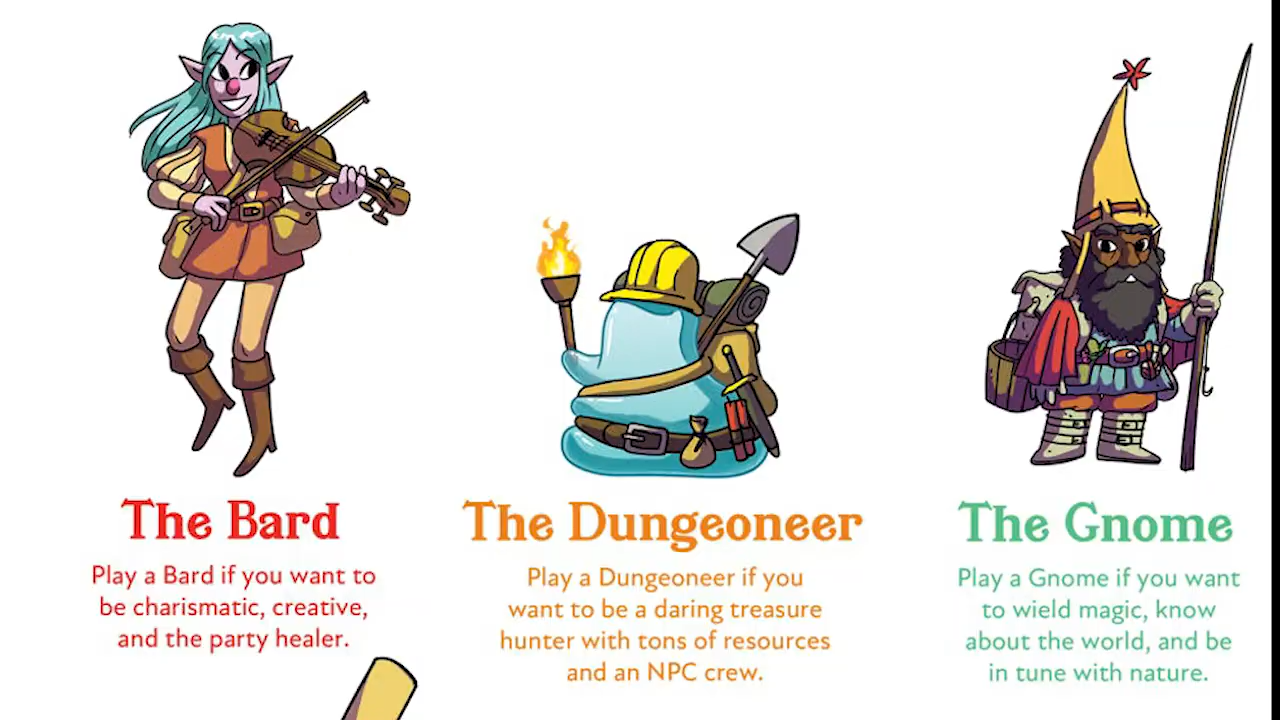 The Bard
Play a Bard if you want to
be charismatic, creative,
and the party healer.
The Dungeoneer
Play a Dungeoneer if you
want to be a daring treasure
hunter with tons of resources
and an NPC crew.
The Gnome
Play a Gnome if you want
to wield magic, know
about the world, and be
in tune with nature.